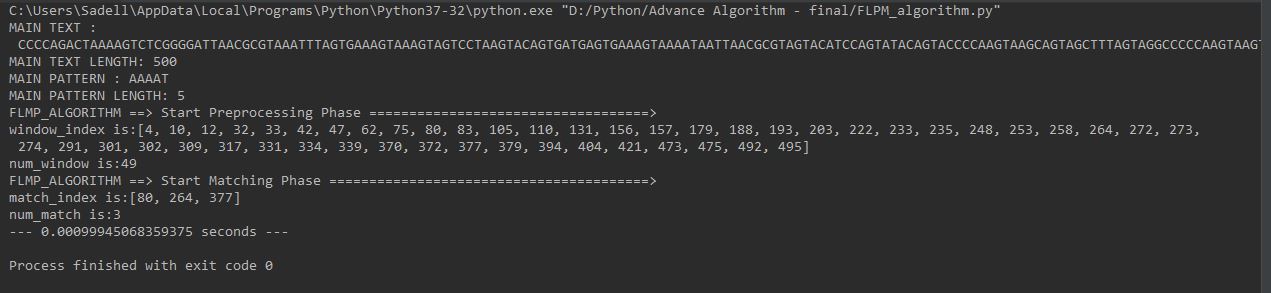 C:\Users\Sadell\AppData\Local\Programs\Python\Python37-32\python.exe "D:/Python/Advance Algorithm - final/FLPM_algorithm.py"
MAIN TEXT :
CCCCAGACTAAAAGTCTCGGGGATTAACGCGTAAATTTAGTGAAAGTAAAGTAGTCCTAAGTACAGTGATGAGTGAAAGTAAAATAATTAACGCGTAGTACATCCAGTATACAGTACCCCAAGTAAGCAGTAGCTTTAGTAGGCCCCCAAGTAAGT
MAIN TEXT LENGTH: 500
MAIN PATTERN : AAAAT
MAIN PATTERN LENGTH: 5
FLMP_ALGORITHM ==> Start Preprocessing Phase ===================================>
window_index is:[4, 10, 12, 32, 33, 42, 47, 62, 75, 80, 83, 105, 110, 131, 156, 157, 179, 188, 193, 203, 222, 233, 235, 248, 253, 258, 264, 272, 273,
274, 291, 301, 302, 309, 317, 331, 334, 339, 370, 372, 377, 379, 394, 404, 421, 473, 475, 492, 495]
num_window is:49
FLMP_ALGORITHM ==> Start Matching Phase ========================================>
match_index is:[80, 264, 377]
num_match is:3
--- 0.00099945068359375 seconds ---
Process finished with exit code 0